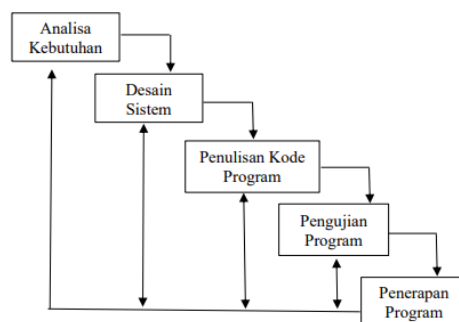 Analisa
Kebutuhan
Desain
Sistem
Penulisan Kode
Program
Pengujian
Program
Penerapan
Program